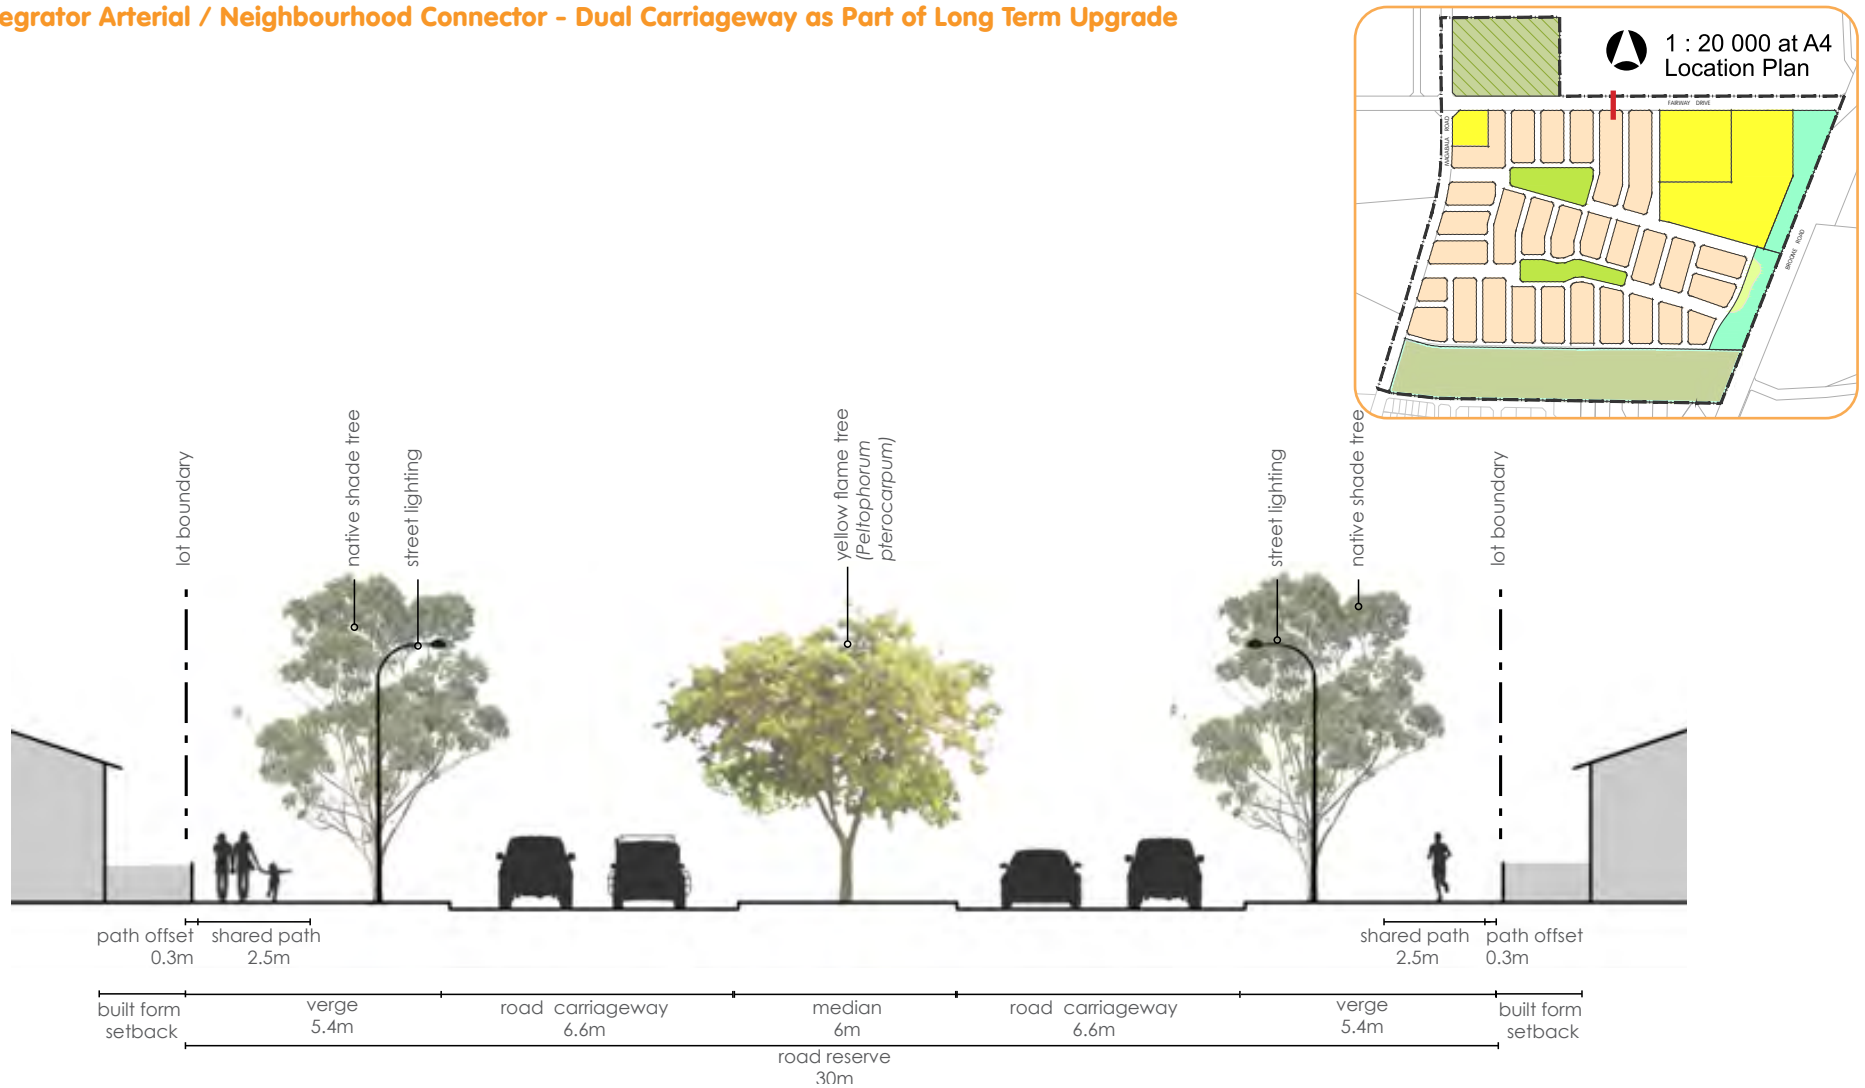 egrator Arterial / Neighbourhood Connector - Dual Carriageway as Part of Long Term Upgrade
1 : 20 000 at A4
Location Plan
FAIRWAY DRIVE
MAGABALA ROAD
BROOME ROAD
lot boundary
native shade tree
street lighting
yellow flame tree
(Peltophorum
pterocarpum)
street lighting
native shade tree
lot boundary
path offset
0.3m
shared path
2.5m
shared path
2.5m
path offset
0.3m
built form
setback
verge
5.4m
road carriageway
6.6m
median
6m
road carriageway
6.6m
verge
5.4m
built form
setback
road reserve
30m